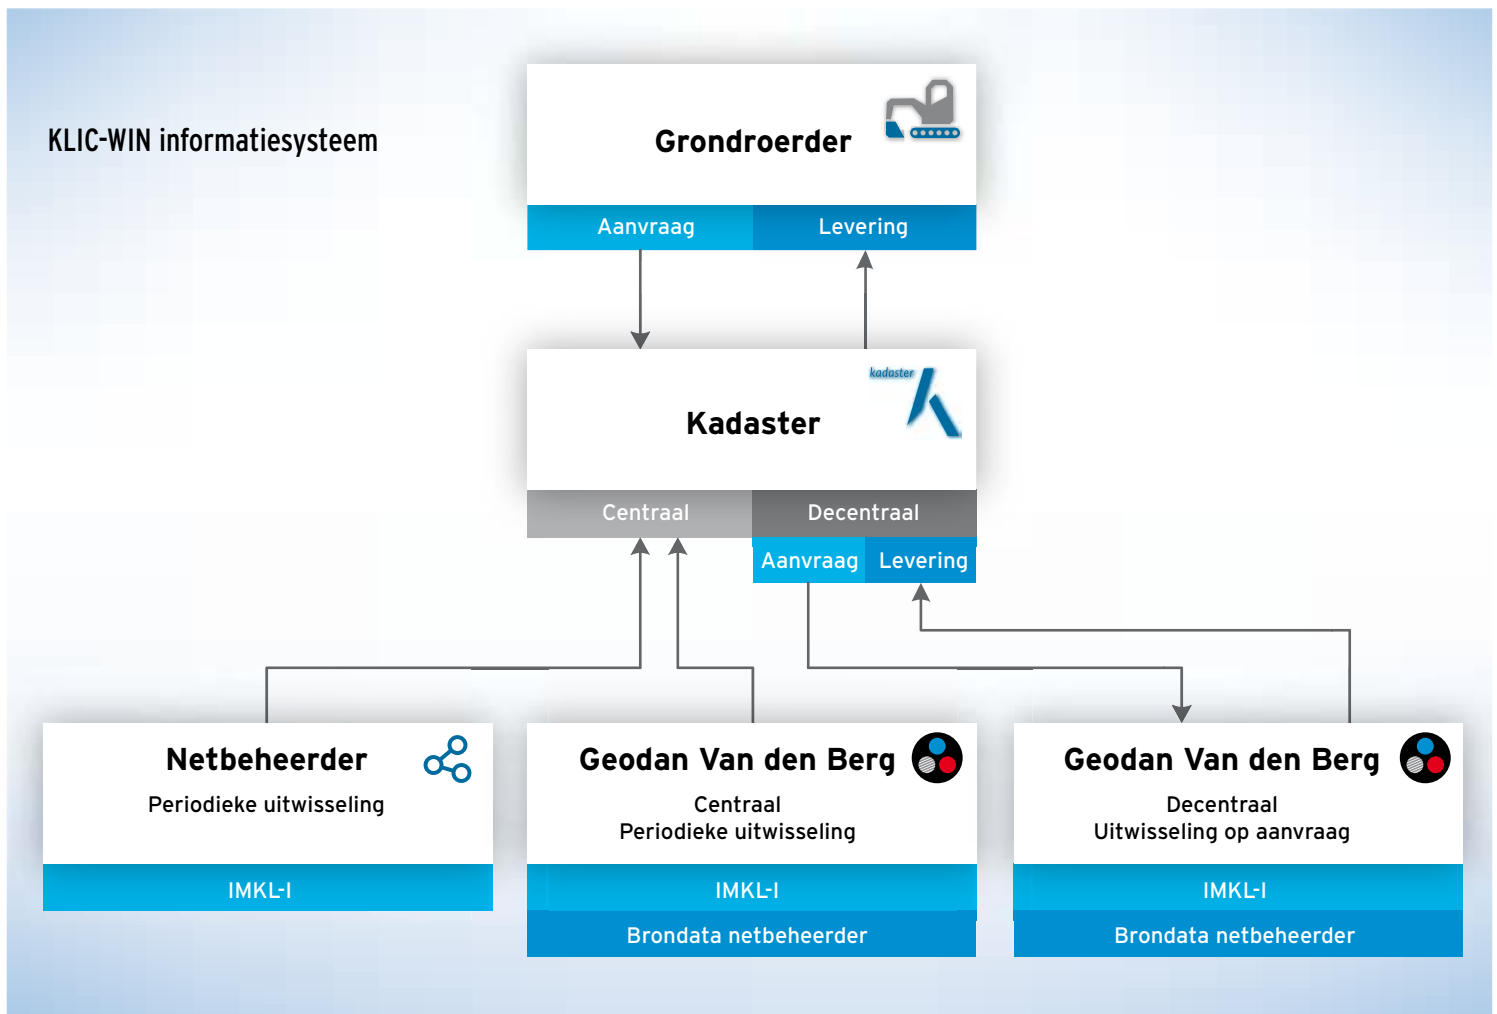 KLIC-WIN informatiesysteem
Grondroerder
Aanvraag
Levering
kadaster
Kadaster
Centraal
Decentraal
Aanvraag
Levering
Netbeheerder
Periodieke uitwisseling
IMKL-I
Geodan Van den Berg
Centraal
Periodieke uitwisseling
IMKL-I
Brondata netbeheerder
Geodan Van den Berg
Decentraal
Uitwisseling op aanvraag
IMKL-I
Brondata netbeheerder